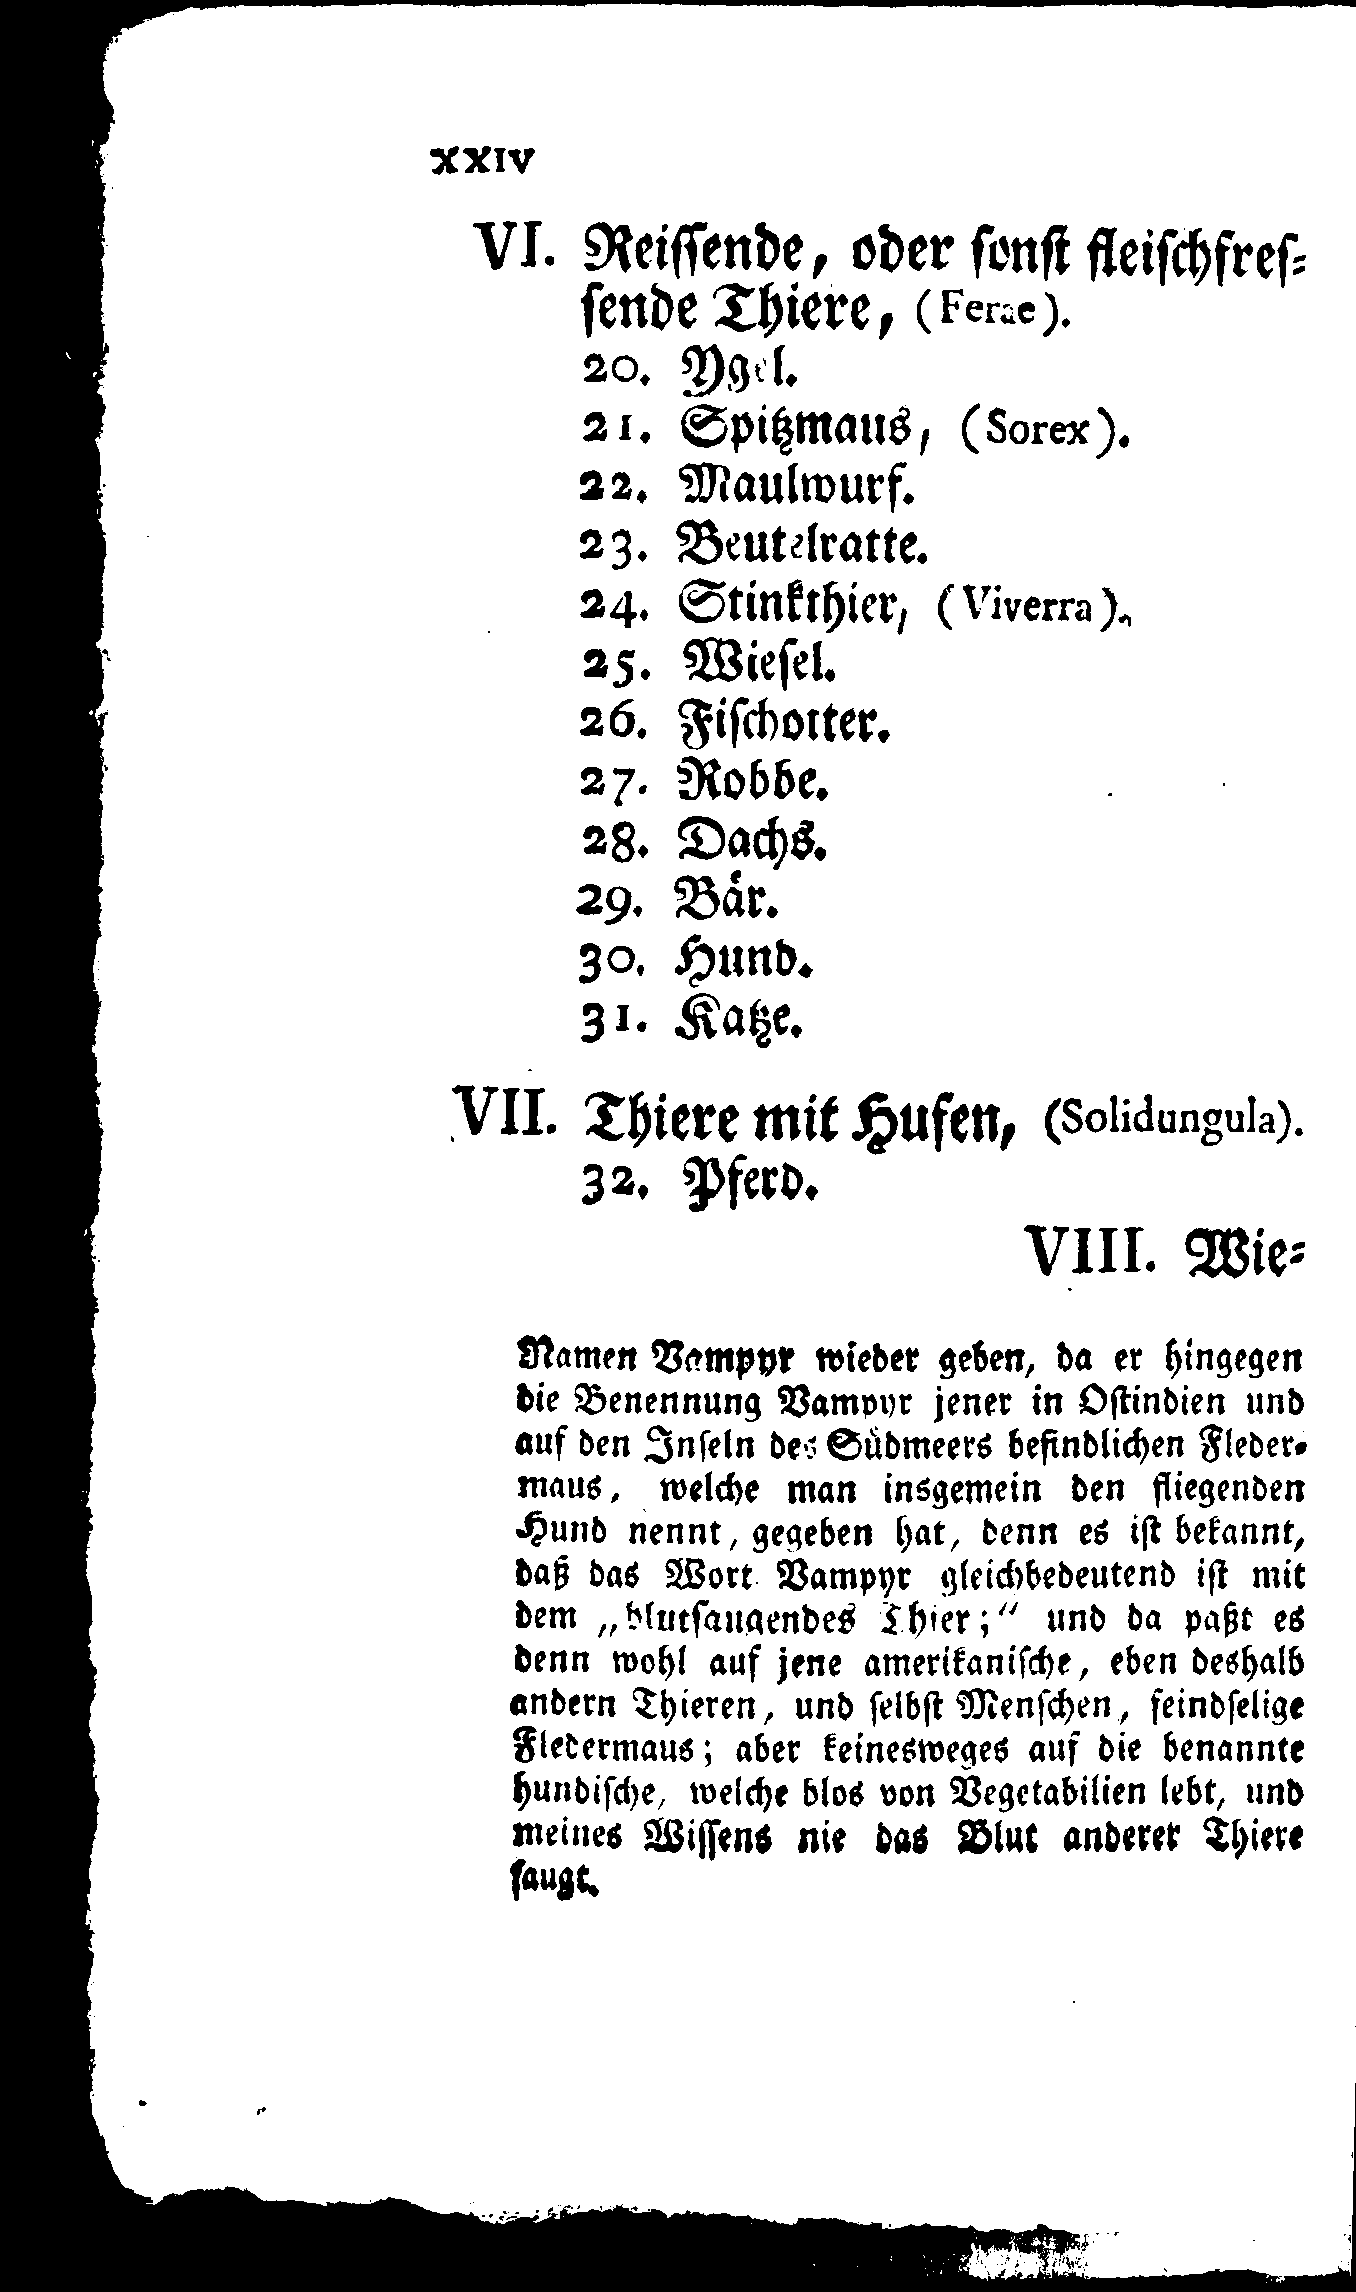 XXIV
VI. Reiſſende, oder ſonſt fleiſchfreſ-
ſende Thiere, (Ferae).
20. Ygel.
21. Spitzmaus, (Sorex).
22. Maulwurf.
23. Beutelratte.
24. Stinkthier, (Viverra).
25. Wieſel.
26. Fiſchotter.
27. Robbe.
28. Dachs.
29. Bär.
30. Hund.
31. Katze.
VII. Thiere mit Hufen, (Solidungula).
32. Pferd.
VIII. Wie-
Namen Vampyr wieder geben, da er hingegen
die Benennung Vampyr jener in Oſtindien und
auf den Inſeln des Südmeers befindlichen Fleder-
maus, welche man insgemein den fliegenden
Hund nennt, gegeben hat, denn es iſt bekannt,
daß das Wort Vampyr gleichbedeutend iſt mit
dem „blutſaugendes Thier;“ und da paßt es
denn wohl auf jene amerikaniſche, eben deshalb
andern Thieren, und ſelbſt Menſchen, feindſelige
Fledermaus; aber keinesweges auf die benannte
hundiſche, welche blos von Vegetabilien lebt, und
meines Wiſſens nie das Blut anderer Thiere
ſaugt.